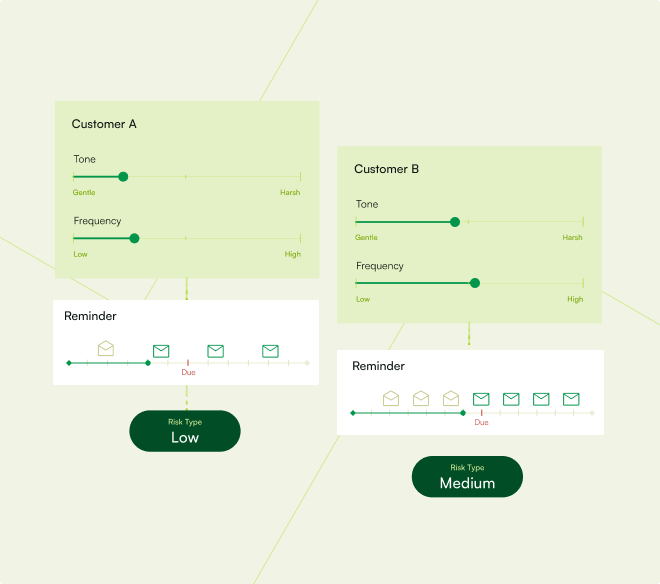 Customer A
Tone
Gentle Harsh
Frequency
Low High
Reminder
Due
Risk Type
Low
Customer B
Tone
Gentle Harsh
Frequency
Low High
Reminder
Due
Risk Type
Medium